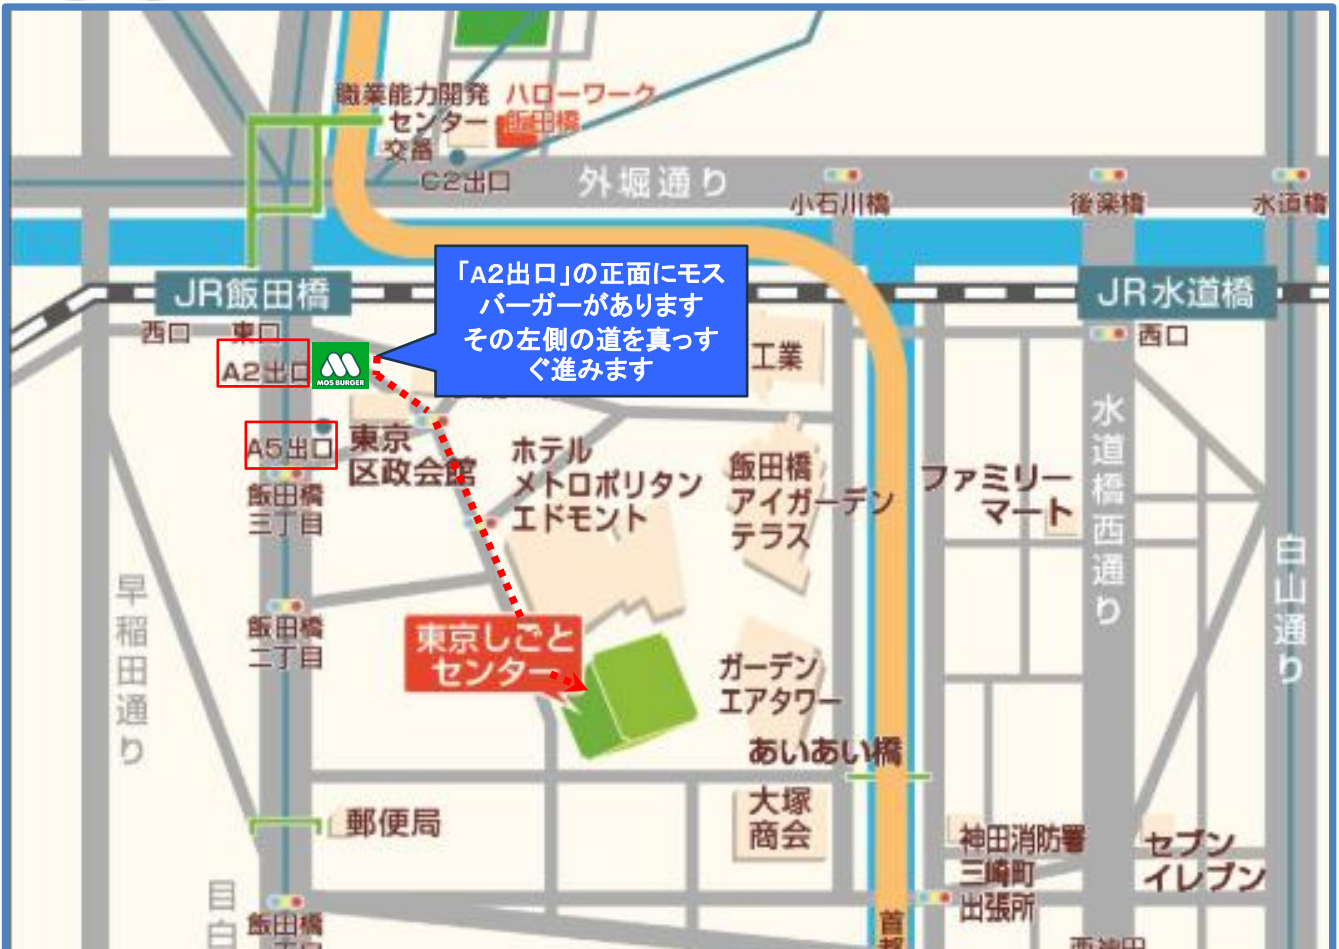 職業能力開発
センター
ハローワーク
飯田橋
交番
C2出口
外堀通り
小石川橋
後楽橋
水道橋
JR飯田橋
「A2出口」の正面にモス
バーガーがあります
その左側の道を真っす
ぐ進みます
JR水道橋
西口
東口
西口
A2出口
MOS BURGER
工業
A5出口
東京
区政会館
ホテル
メトロポリタン
エドモント
飯田橋
アイガーデン
テラス
ファミリー
マート
水道橋西通り
白山通り
飯田橋
三丁目
早稲田通り
飯田橋
二丁目
東京しごと
センター
ガーデン
エアタワー
あいあい橋
大塚
商会
郵便局
神田消防署
三崎町
出張所
セブン
イレブン
目白
飯田橋
首都
西神田